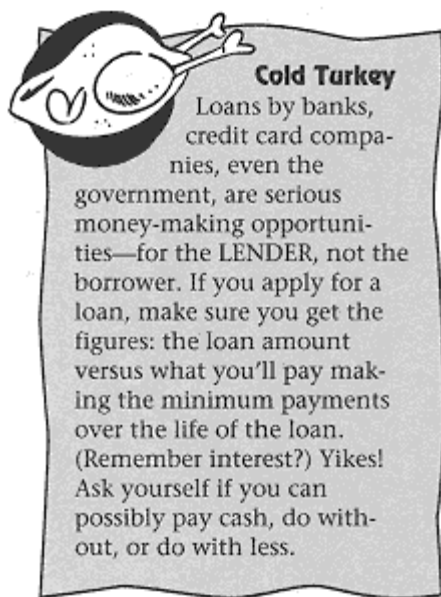 Cold Turkey
Loans by banks,
credit card compa-
nies, even the
government, are serious
money-making opportuni-
ties—for the LENDER, not the
borrower. If you apply for a
loan, make sure you get the
figures: the loan amount
versus what you'll pay mak-
ing the minimum payments
over the life of the loan.
(Remember interest?) Yikes!
Ask yourself if you can
possibly pay cash, do with-
out, or do with less.